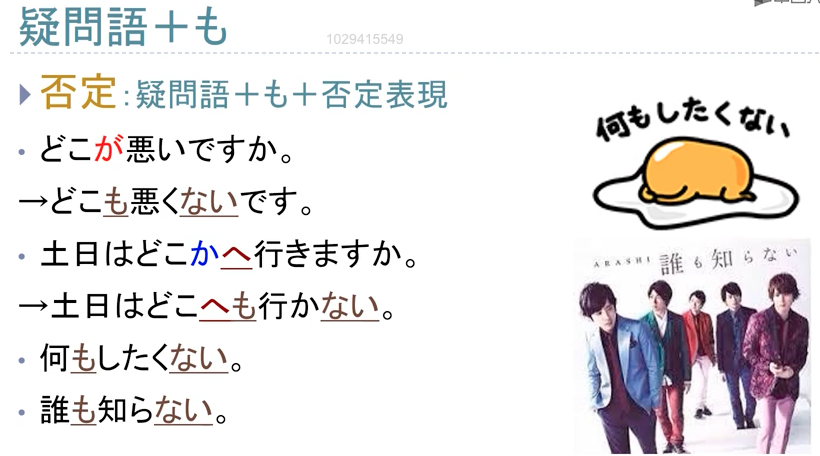 疑問語＋も
1029415549
否定:疑問語＋も＋否定表現
・どこが悪いですか。
→どこも悪くないです。
・土日はどこかへ行きますか。
→土日はどこへも行かない。
・何もしたくない。
・誰も知らない。
何もしたくない
ARASHI 誰も知らない